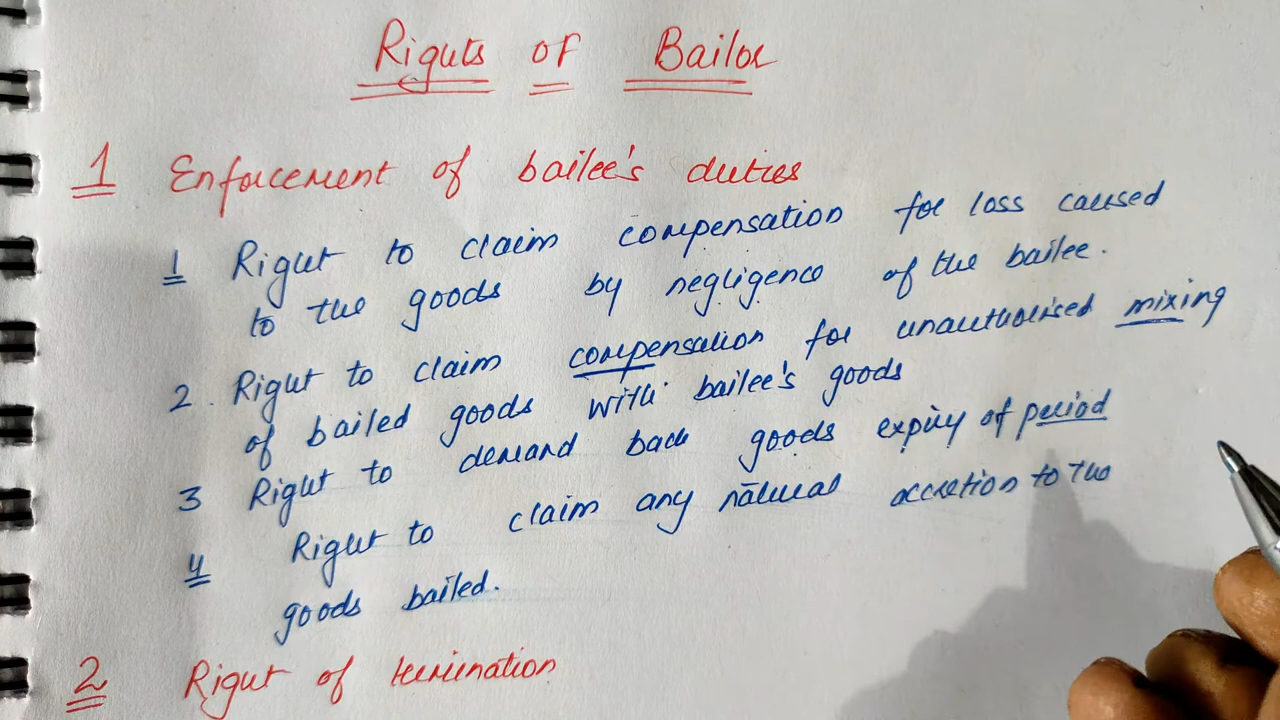 Rights of Bailor
1 Enforcement of bailee's duties
1 Right to claim compensation for loss caused
to the goods by negligence of the bailee.
2. Right to claim compensation for unauthorised mixing
of bailed goods with bailee's goods
3 Right to demand back goods expiry of period
4 Right to claim any natural accretion to the
goods bailed.
2 Right of termination